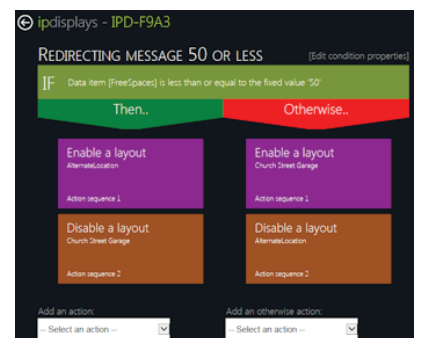 ipdisplays - IPD-F9A3
REDIRECTING MESSAGE 50 OR LESS [Edit condition properties]
IF Data item [FreeSpaces] is less than or equal to the fixed value '50'
Then.. Otherwise..
Enable a layout
AlternateLocation
Action sequence 1
Enable a layout
Church Street Garage
Action sequence 1
Disable a layout
Church Street Garage
Action sequence 2
Disable a layout
AlternateLocation
Action sequence 2
Add an action:
-- Select an action --
Add an otherwise action:
-- Select an action --